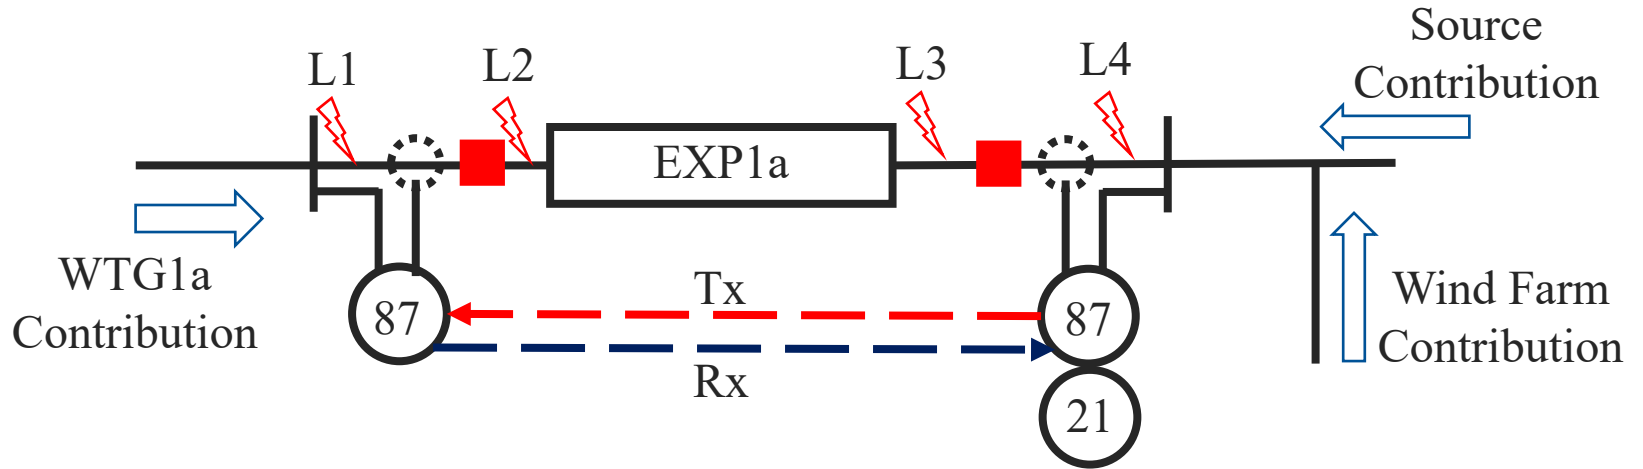 L1
L2
L3
L4
Source
Contribution
EXP1a
WTG1a
Contribution
87
Tx
Rx
87
21
Wind Farm
Contribution